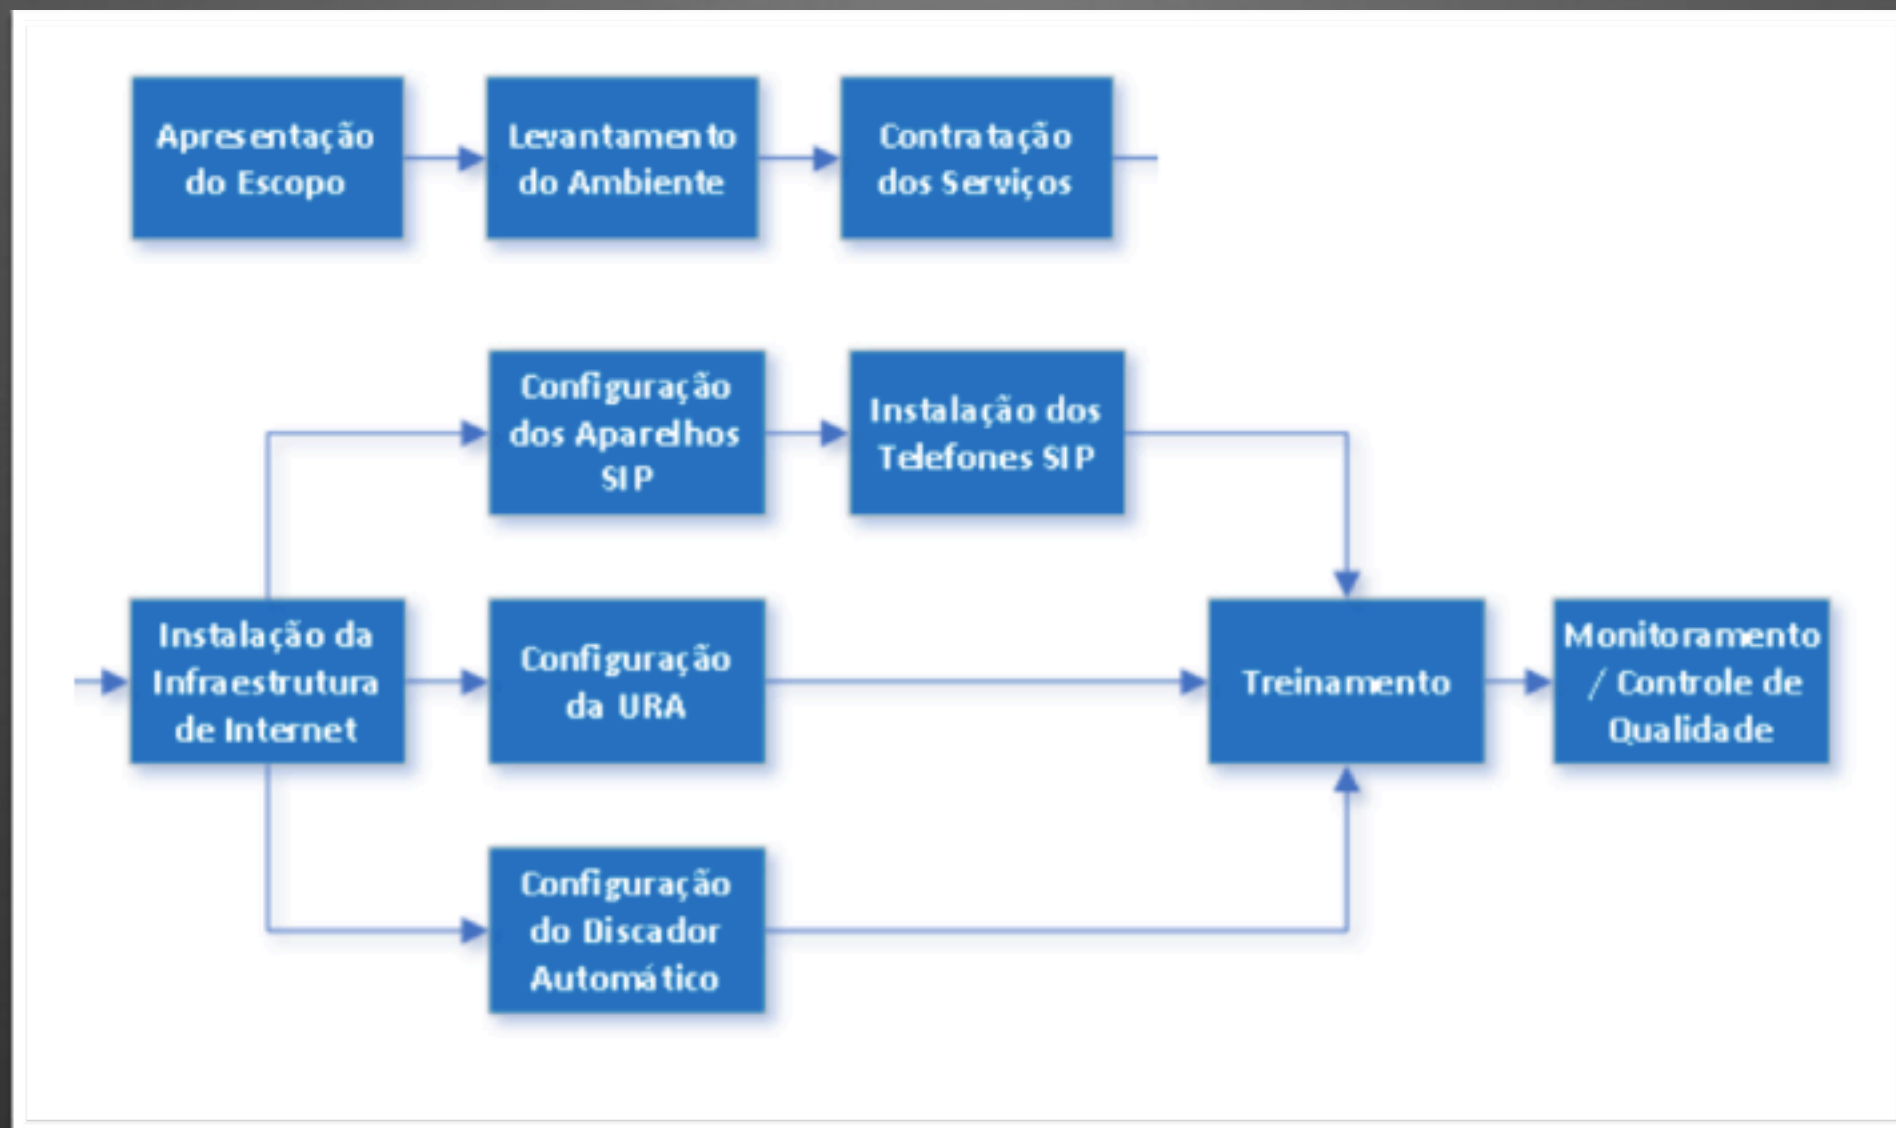 Apresentação
do Escopo
Levantamento
do Ambiente
Contratação
dos Serviços
Configuração
dos Aparelhos
SIP
Instalação dos
Telefones SIP
Instalação da
Infraestrutura
de Internet
Configuração
da URA
Treinamento
Monitoramento
/ Controle de
Qualidade
Configuração
do Discador
Automático